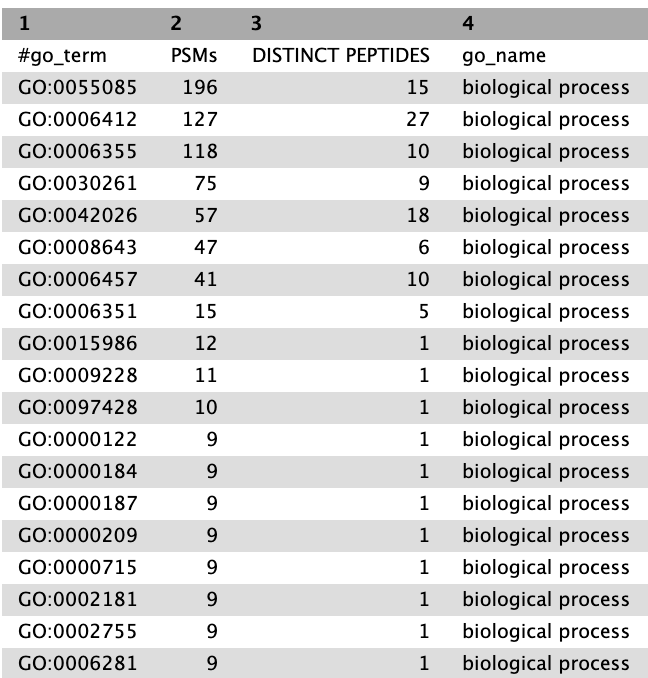 1 2 3 4
#go_term PSMs DISTINCT PEPTIDES go_name
GO:0055085 196 15 biological process
GO:0006412 127 27 biological process
GO:0006355 118 10 biological process
GO:0030261 75 9 biological process
GO:0042026 57 18 biological process
GO:0008643 47 6 biological process
GO:0006457 41 10 biological process
GO:0006351 15 5 biological process
GO:0015986 12 1 biological process
GO:0009228 11 1 biological process
GO:0097428 10 1 biological process
GO:0000122 9 1 biological process
GO:0000184 9 1 biological process
GO:0000187 9 1 biological process
GO:0000209 9 1 biological process
GO:0000715 9 1 biological process
GO:0002181 9 1 biological process
GO:0002755 9 1 biological process
GO:0006281 9 1 biological process